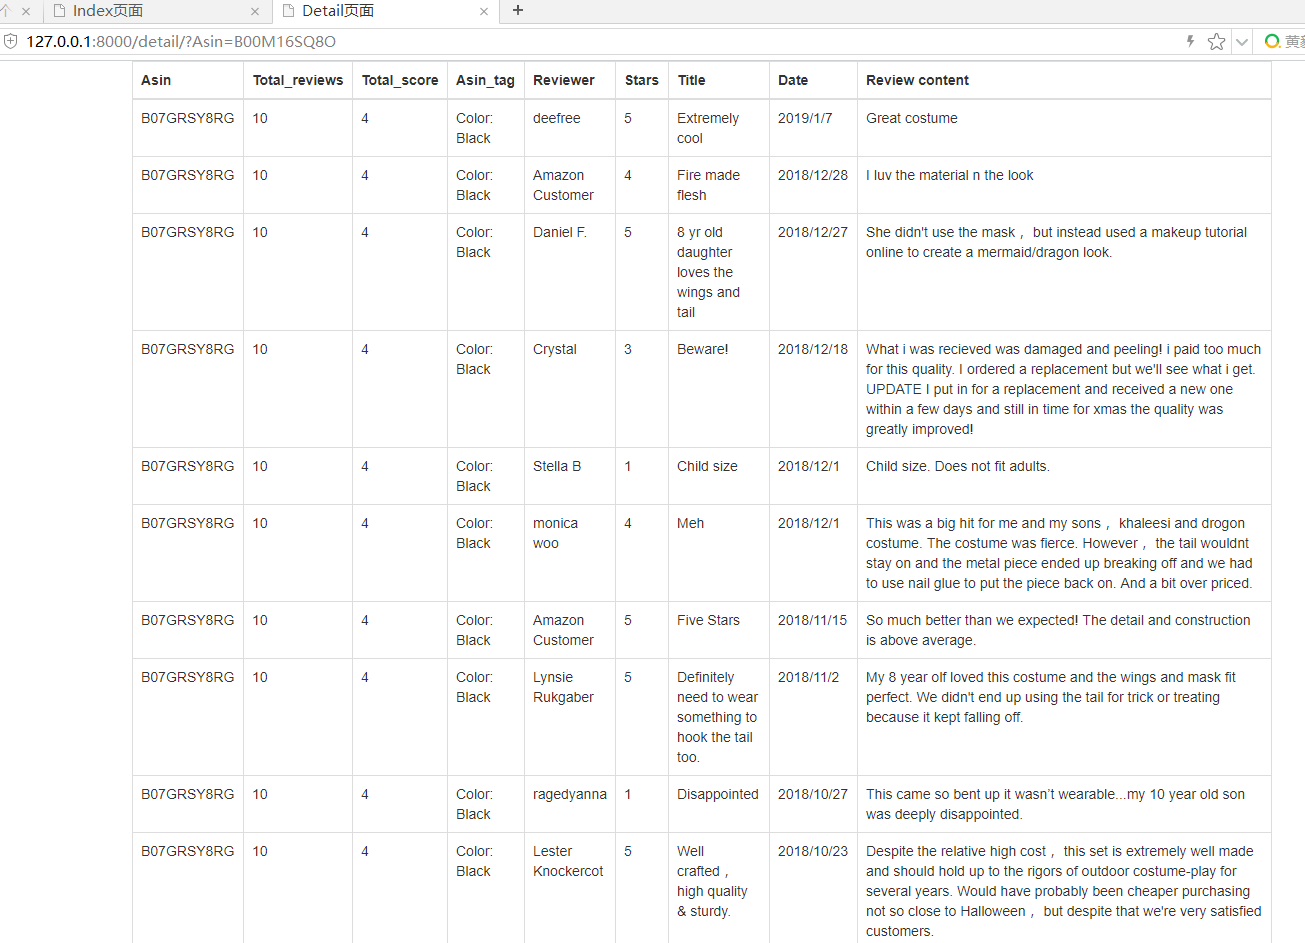 Index页面
Detail页面
127.0.0.1:8000/detail/?Asin=B00M16SQ8O
Asin Total_reviews Total_score Asin_tag Reviewer Stars Title Date Review content
B07GRSY8RG 10 4 Color: deefree 5 Extremely 2019/1/7 Great costume
Black cool
B07GRSY8RG 10 4 Color: Amazon 4 Fire made 2018/12/28 I luv the material n the look
Black Customer flesh
B07GRSY8RG 10 4 Color: Daniel F. 5 8 yr old 2018/12/27 She didn't use the mask， but instead used a makeup tutorial
Black daughter online to create a mermaid/dragon look.
loves the
wings and
tail
B07GRSY8RG 10 4 Color: Crystal 3 Beware! 2018/12/18 What i was recieved was damaged and peeling! i paid too much
Black for this quality. I ordered a replacement but we'll see what i get.
UPDATE I put in for a replacement and received a new one
within a few days and still in time for xmas the quality was
greatly improved!
B07GRSY8RG 10 4 Color: Stella B 1 Child size 2018/12/1 Child size. Does not fit adults.
Black
B07GRSY8RG 10 4 Color: monica 4 Meh 2018/12/1 This was a big hit for me and my sons， khaleesi and drogon
Black woo costume. The costume was fierce. However， the tail wouldnt
stay on and the metal piece ended up breaking off and we had
to use nail glue to put the piece back on. And a bit over priced.
B07GRSY8RG 10 4 Color: Amazon 5 Five Stars 2018/11/15 So much better than we expected! The detail and construction
Black Customer is above average.
B07GRSY8RG 10 4 Color: Lynsie 5 Definitely 2018/11/2 My 8 year olf loved this costume and the wings and mask fit
Black Rukgaber need to wear perfect. We didn't end up using the tail for trick or treating
something to because it kept falling off.
hook the tail
too.
B07GRSY8RG 10 4 Color: ragedyanna 1 Disappointed 2018/10/27 This came so bent up it wasn’t wearable...my 10 year old son
Black was deeply disappointed.
B07GRSY8RG 10 4 Color: Lester 5 Well 2018/10/23 Despite the relative high cost， this set is extremely well made
Black Knockercot crafted， and should hold up to the rigors of outdoor costume-play for
high quality several years. Would have probably been cheaper purchasing
& sturdy. not so close to Halloween， but despite that we're very satisfied
customers.